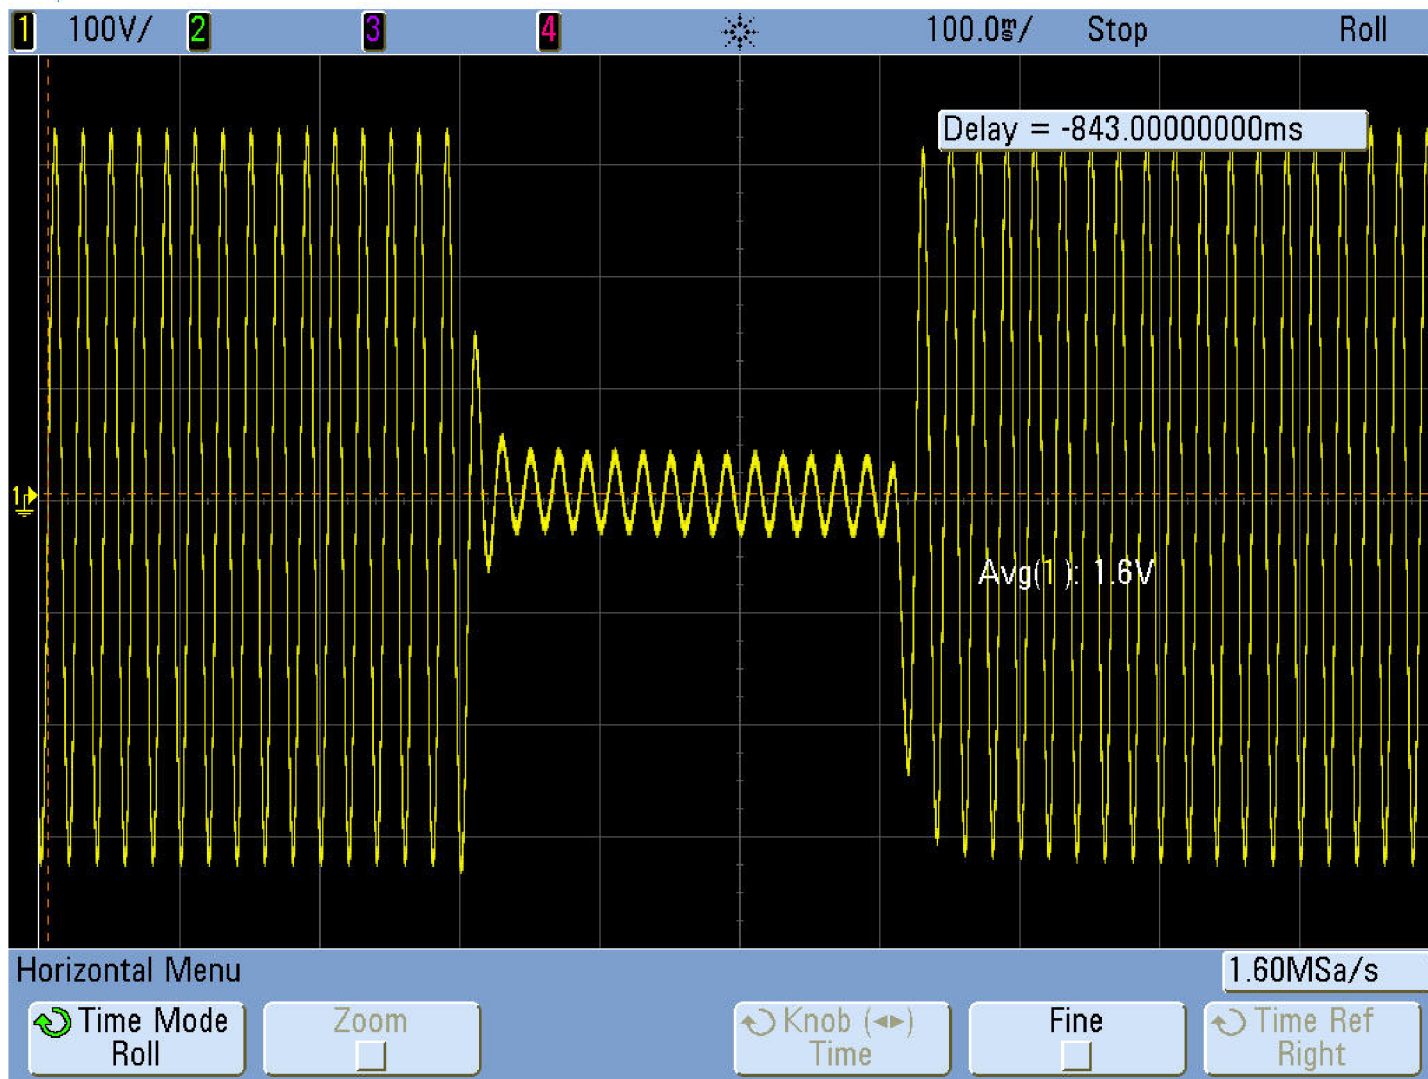 1 100V/ 2 3 4 100.0ms/ Stop Roll
Delay = -843.00000000ms
1
Avg(1): 1.6V
Horizontal Menu 1.60MSa/s
Time Mode Zoom Knob (◄►) Fine Time Ref
Roll Time Right